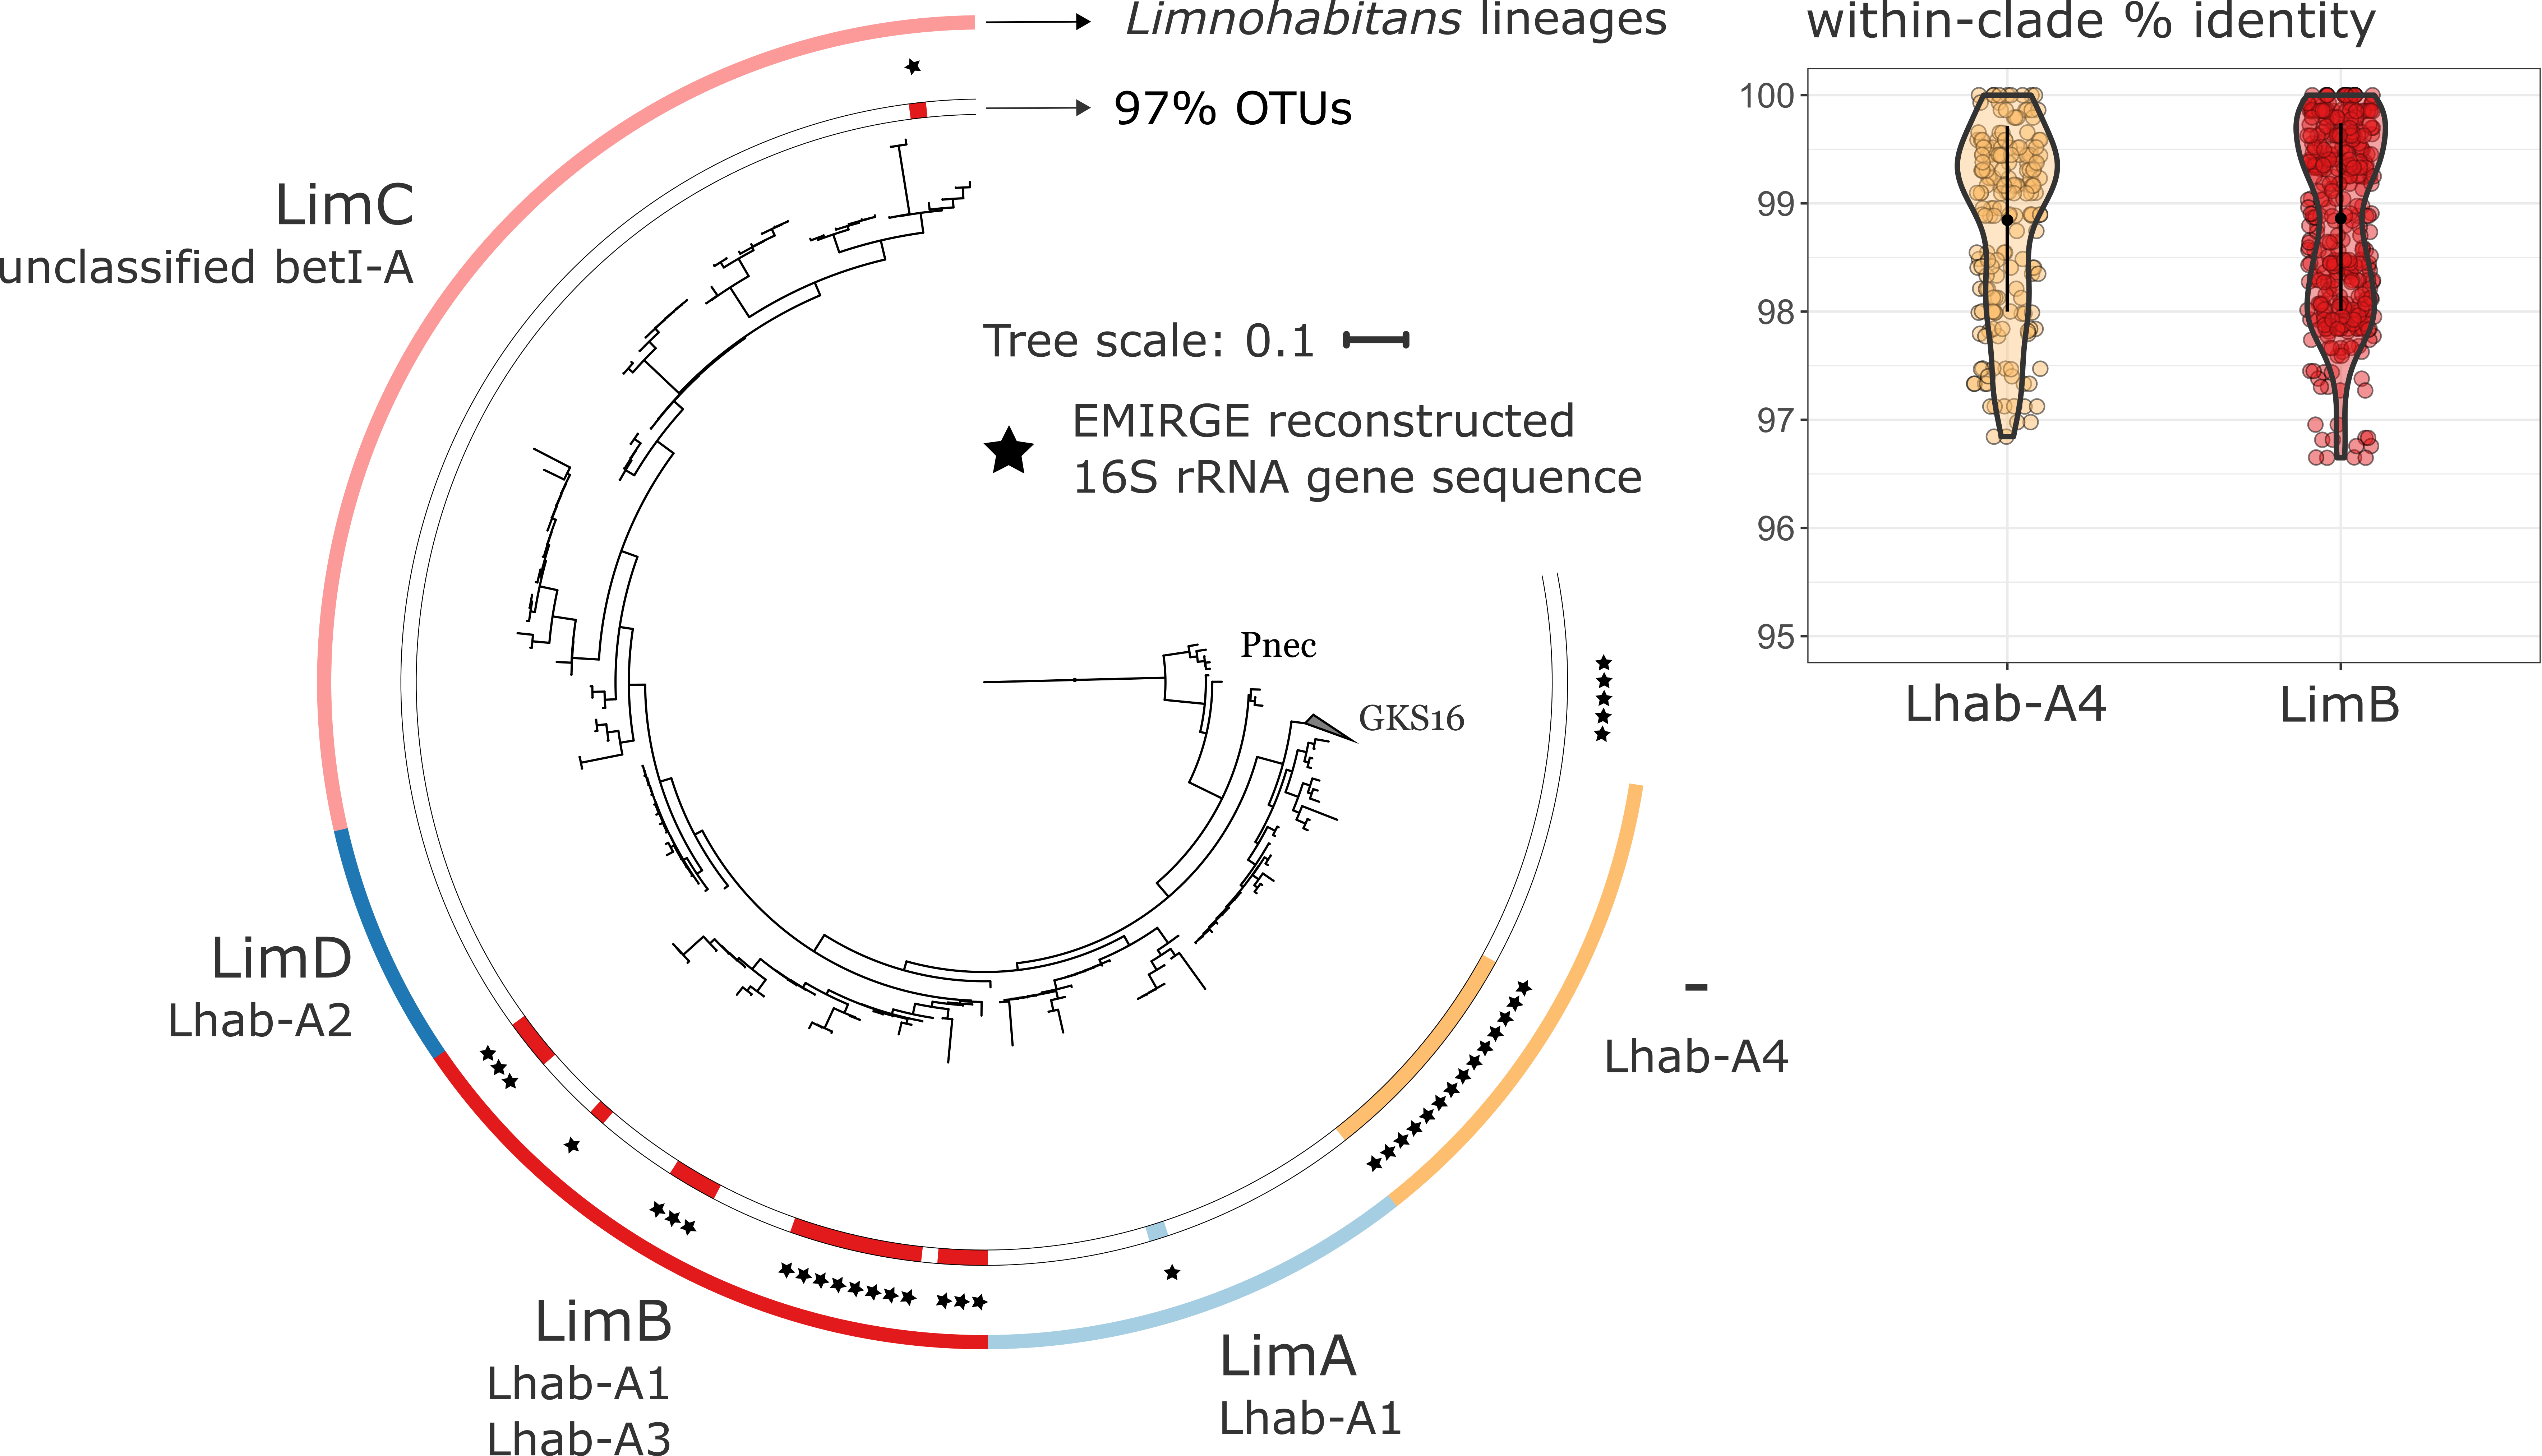 Limnohabitans lineages
97% OTUs
LimC
unclassified betI-A
Tree scale: 0.1
EMIRGE reconstructed
16S rRNA gene sequence
Pnec
GKS16
LimD
Lhab-A2
-
Lhab-A4
LimB
Lhab-A1
Lhab-A3
LimA
Lhab-A1
within-clade % identity
100
99
98
97
96
95
Lhab-A4
LimB